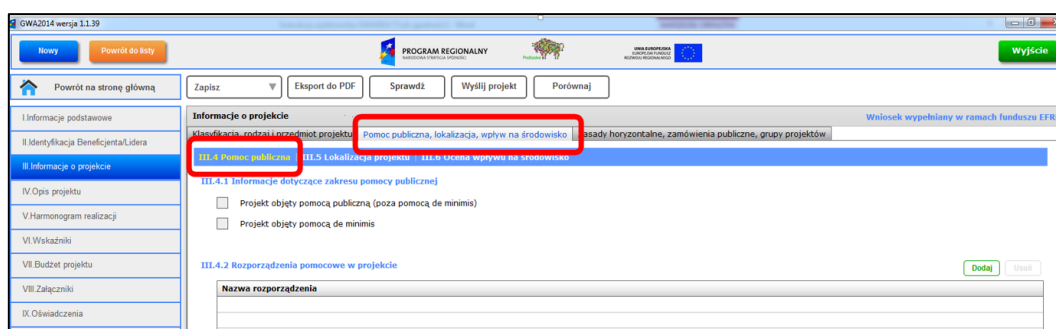 GWA2014 wersja 1.1.39
Nowy
Powrót do listy
PROGRAM REGIONALNY
NARODOWA STRATEGIA SPÓJNOŚCI
UNIA EUROPEJSKA
EUROPEJSKI FUNDUSZ
ROZWOJU REGIONALNEGO
Wyjście
Powrót na stronę główną
Zapisz
Eksport do PDF
Sprawdź
Wyślij projekt
Porównaj
I.Informacje podstawowe
II.Identyfikacja Beneficjenta/Lidera
III.Informacje o projekcie
IV.Opis projektu
V.Harmonogram realizacji
VI.Wskaźniki
VII.Budżet projektu
VIII.Załączniki
IX.Oświadczenia
Informacje o projekcie
Wniosek wypełniany w ramach funduszu EFR
Klasyfikacja, rodzaj i przedmiot projektu
Pomoc publiczna, lokalizacja, wpływ na środowisko
asady horyzontalne, zamówienia publiczne, grupy projektów
III.4 Pomoc publiczna
III.5 Lokalizacja projektu
III.6 Ocena wpływu na środowisko
III.4.1 Informacje dotyczące zakresu pomocy publicznej
Projekt objęty pomocą publiczną (poza pomocą de minimis)
Projekt objęty pomocą de minimis
III.4.2 Rozporządzenia pomocowe w projekcie
Dodaj
Usuń
Nazwa rozporządzenia